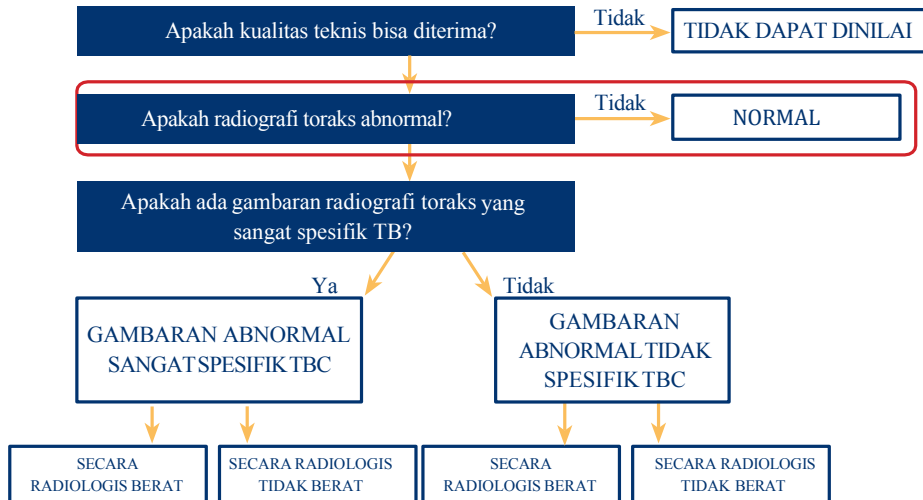 Apakah kualitas teknis bisa diterima?
Tidak
TIDAK DAPAT DINILAI
Apakah radiografi toraks abnormal?
Tidak
NORMAL
Apakah ada gambaran radiografi toraks yang
sangat spesifik TB?
Ya
Tidak
GAMBARAN ABNORMAL
SANGAT SPESIFIK TBC
GAMBARAN
ABNORMAL TIDAK
SPESIFIK TBC
SECARA
RADIOLOGIS BERAT
SECARA RADIOLOGIS
TIDAK BERAT
SECARA
RADIOLOGIS BERAT
SECARA RADIOLOGIS
TIDAK BERAT